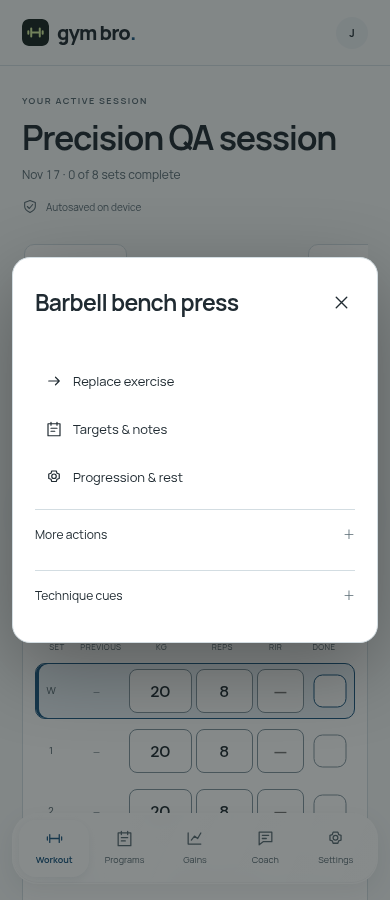 gym bro.
J
YOUR ACTIVE SESSION
Precision QA session
Nov 17 · 0 of 8 sets complete
Autosaved on device
Barbell bench press
Replace exercise
Targets & notes
Progression & rest
More actions +
Technique cues +
SET PREVIOUS KG REPS RIR DONE
W – 20 8 —
1 – 20 8 —
2 – 20 8 —
Workout Programs Gains Coach Settings